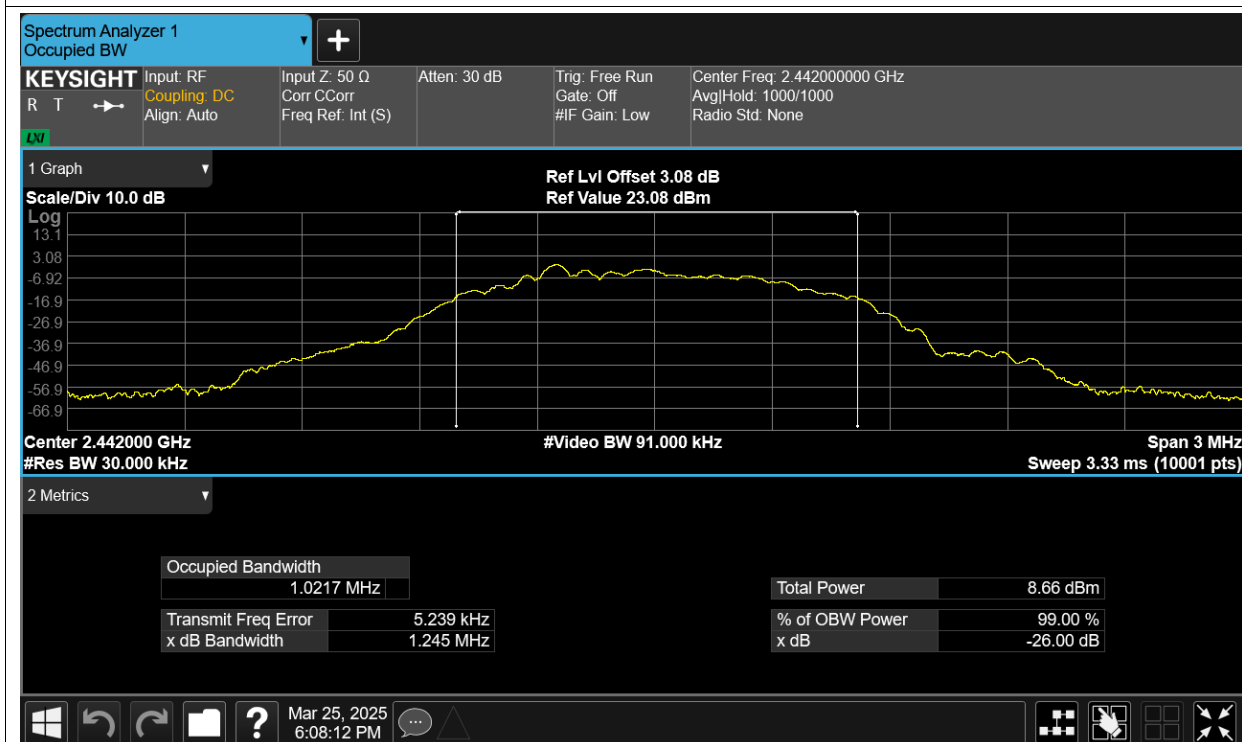 Spectrum Analyzer 1
Occupied BW
+
KEYSIGHT
R T
LXI
Input: RF
Coupling: DC
Align: Auto
Input Z: 50 Ω
Corr CCorr
Freq Ref: Int (S)
Atten: 30 dB
Trig: Free Run
Gate: Off
#IF Gain: Low
Center Freq: 2.442000000 GHz
Avg|Hold: 1000/1000
Radio Std: None
1 Graph
Ref Lvl Offset 3.08 dB
Scale/Div 10.0 dB
Ref Value 23.08 dBm
Log
13.1
3.08
-6.92
-16.9
-26.9
-36.9
-46.9
-56.9
-66.9
Center 2.442000 GHz
#Video BW 91.000 kHz
Span 3 MHz
#Res BW 30.000 kHz
Sweep 3.33 ms (10001 pts)
2 Metrics
Occupied Bandwidth
1.0217 MHz
Transmit Freq Error 5.239 kHz
x dB Bandwidth 1.245 MHz
Total Power 8.66 dBm
% of OBW Power 99.00 %
x dB -26.00 dB
?
Mar 25, 2025
6:08:12 PM